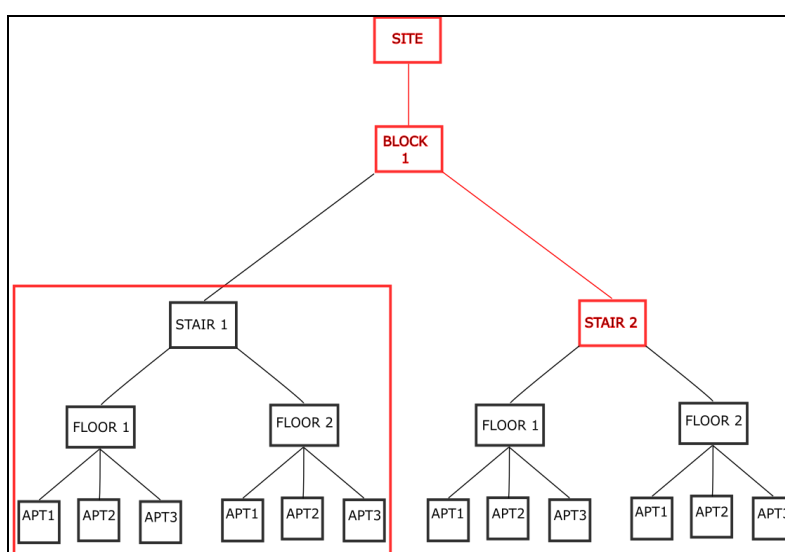 SITE
BLOCK
1
STAIR 1
STAIR 2
FLOOR 1
FLOOR 2
FLOOR 1
FLOOR 2
APT1
APT2
APT3
APT1
APT2
APT3
APT1
APT2
APT3
APT1
APT2
APT3